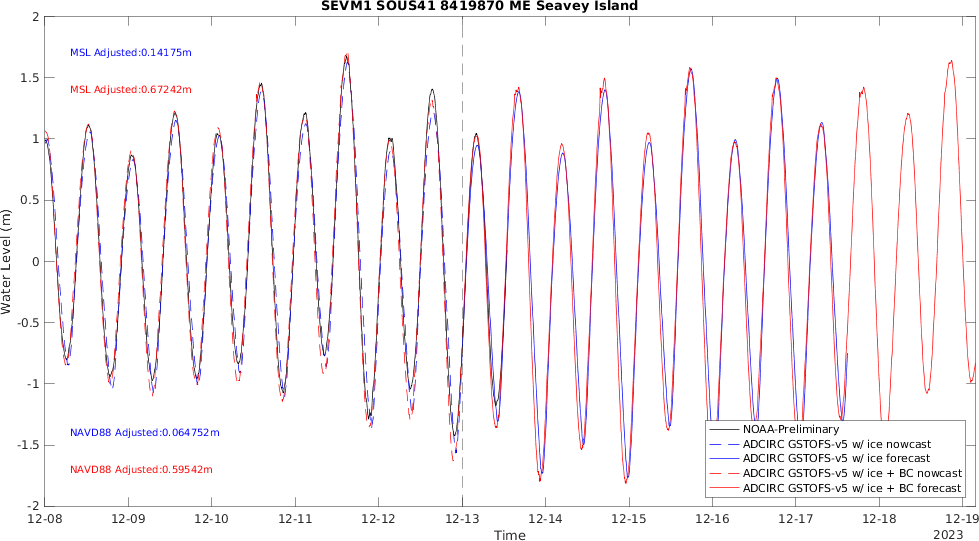 SEVM1 SOUS41 8419870 ME Seavey Island
2
1.5
1
0.5
0
-0.5
-1
-1.5
-2
Water Level (m)
MSL Adjusted:0.14175m
MSL Adjusted:0.67242m
NAVD88 Adjusted:0.064752m
NAVD88 Adjusted:0.59542m
NOAA-Preliminary
ADCIRC GSTOFS-v5 w/ ice nowcast
ADCIRC GSTOFS-v5 w/ ice forecast
ADCIRC GSTOFS-v5 w/ ice + BC nowcast
ADCIRC GSTOFS-v5 w/ ice + BC forecast
12-08 12-09 12-10 12-11 12-12 12-13 12-14 12-15 12-16 12-17 12-18 12-19
Time
2023